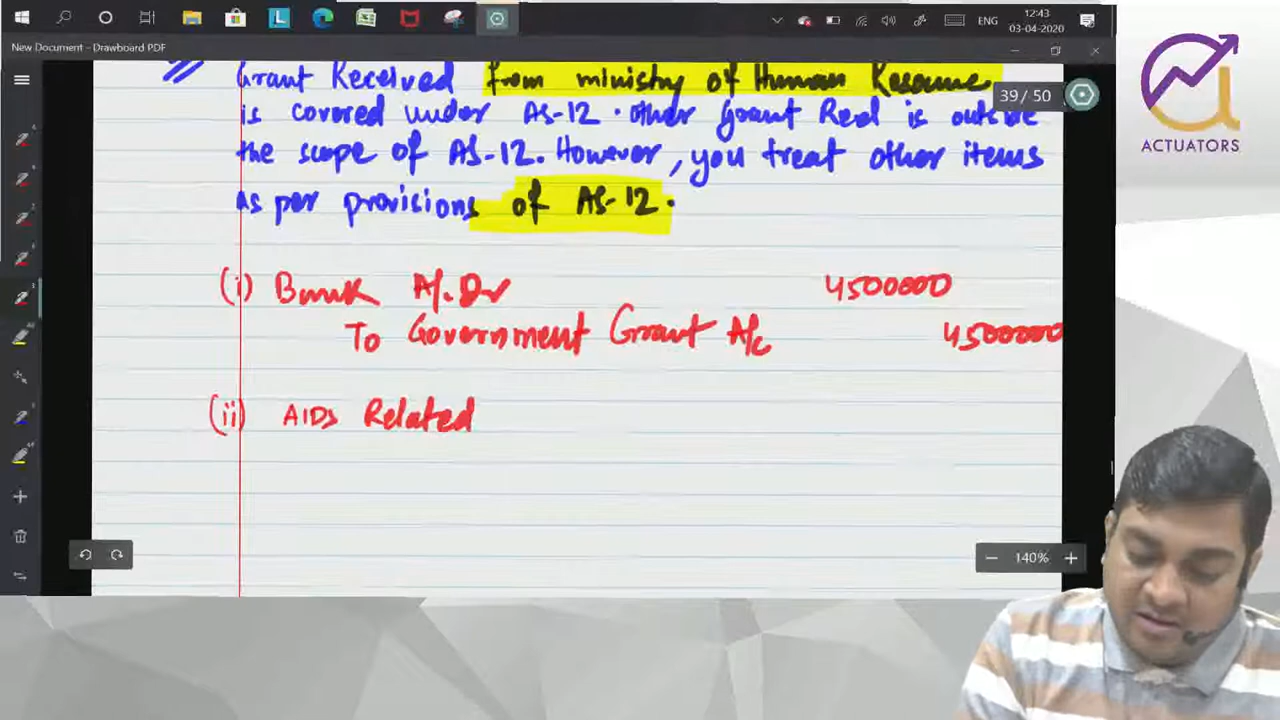 12:43
ENG
03-04-2020
New Document - Drawboard PDF
39 / 50
ACTUATORS
Grant Received from ministry of Human Resource
is covered under AS-12. other Grant Recd is outside
the scope of AS-12. However, you treat other items
as per provisions of AS-12.
(i) Bank A/c. Dr 4500000
To Government Grant A/c 4500000
(ii) AIDs Related
140%